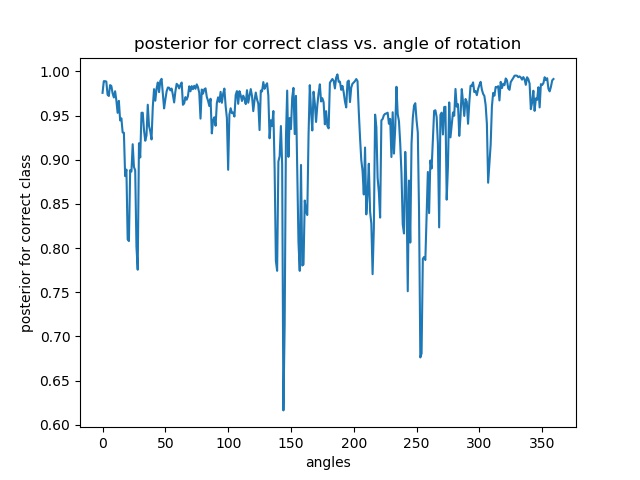 posterior for correct class vs. angle of rotation
1.00
0.95
0.90
0.85
0.80
0.75
0.70
0.65
0.60
posterior for correct class
0 50 100 150 200 250 300 350
angles